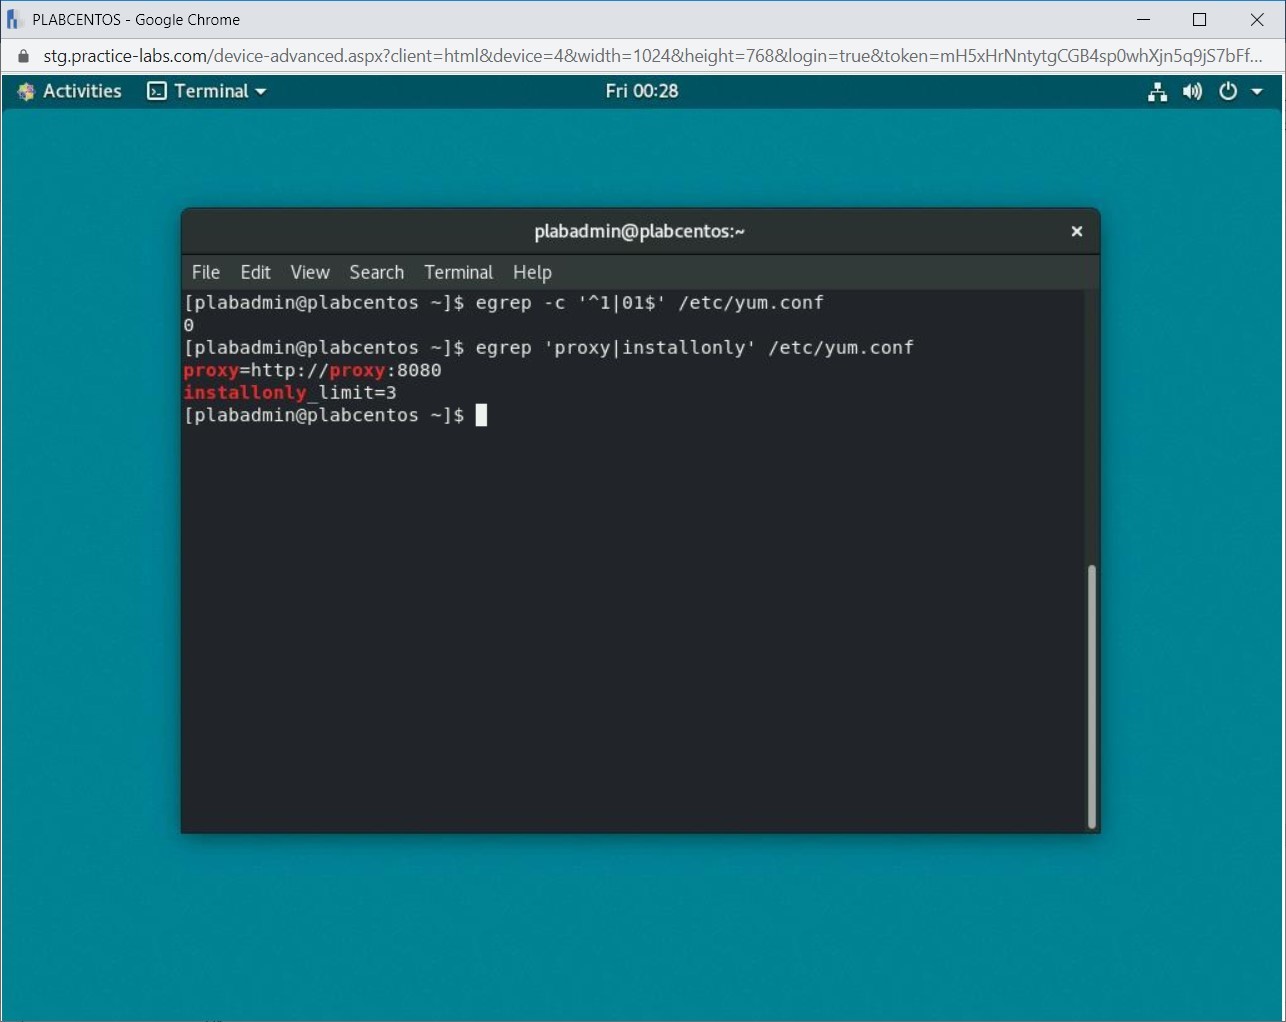 PLABCENTOS - Google Chrome
stg.practice-labs.com/device-advanced.aspx?client=html&device=4&width=1024&height=768&login=true&token=mH5xHrNntytgCGB4sp0whXjn5q9jS7bFf...
Activities Terminal Fri 00:28
plabadmin@plabcentos:~
File Edit View Search Terminal Help
[plabadmin@plabcentos ~]$ egrep -c '^1|01$' /etc/yum.conf
0
[plabadmin@plabcentos ~]$ egrep 'proxy|installonly' /etc/yum.conf
proxy=http://proxy:8080
installonly_limit=3
[plabadmin@plabcentos ~]$